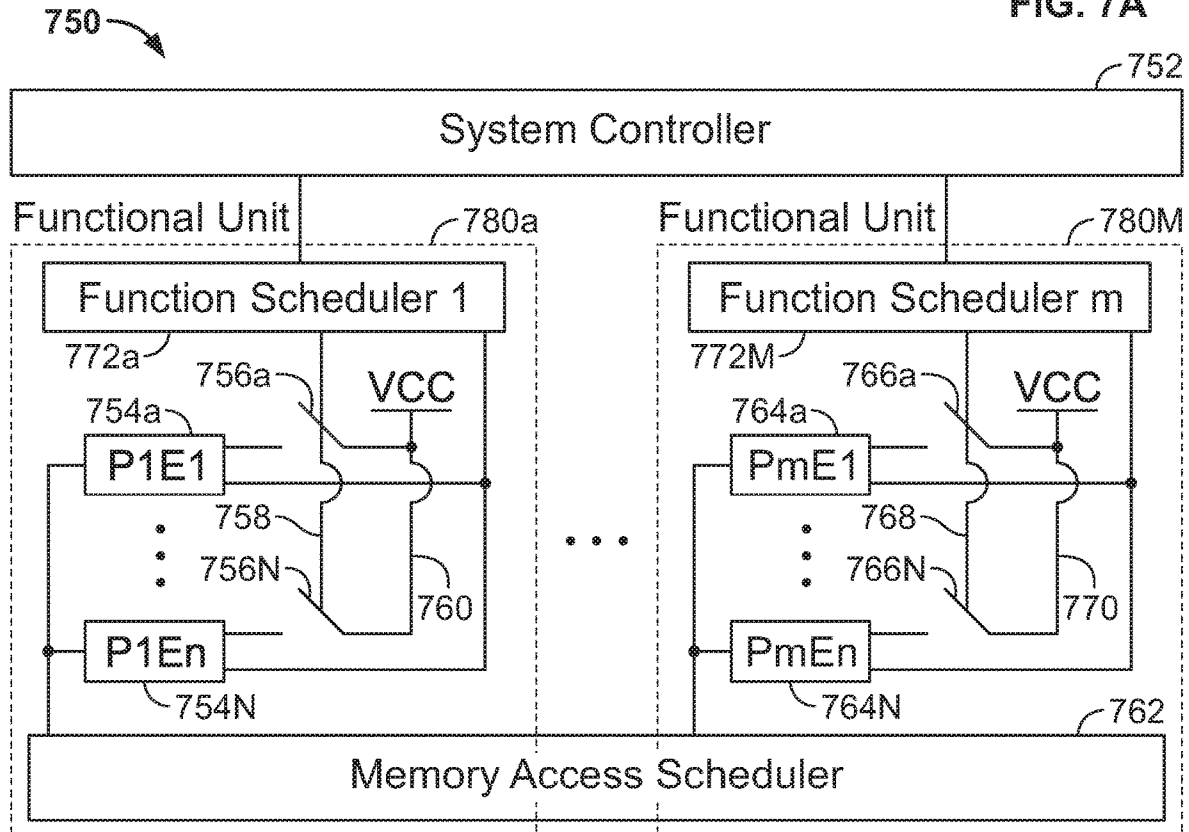 FIG. 7A
750
752
System Controller
Functional Unit 780a
Functional Unit 780M
Function Scheduler 1
Function Scheduler m
772a
772M
756a
VCC
766a
VCC
754a
764a
P1E1
PmE1
758
768
756N
760
766N
770
P1En
PmEn
754N
764N
762
Memory Access Scheduler